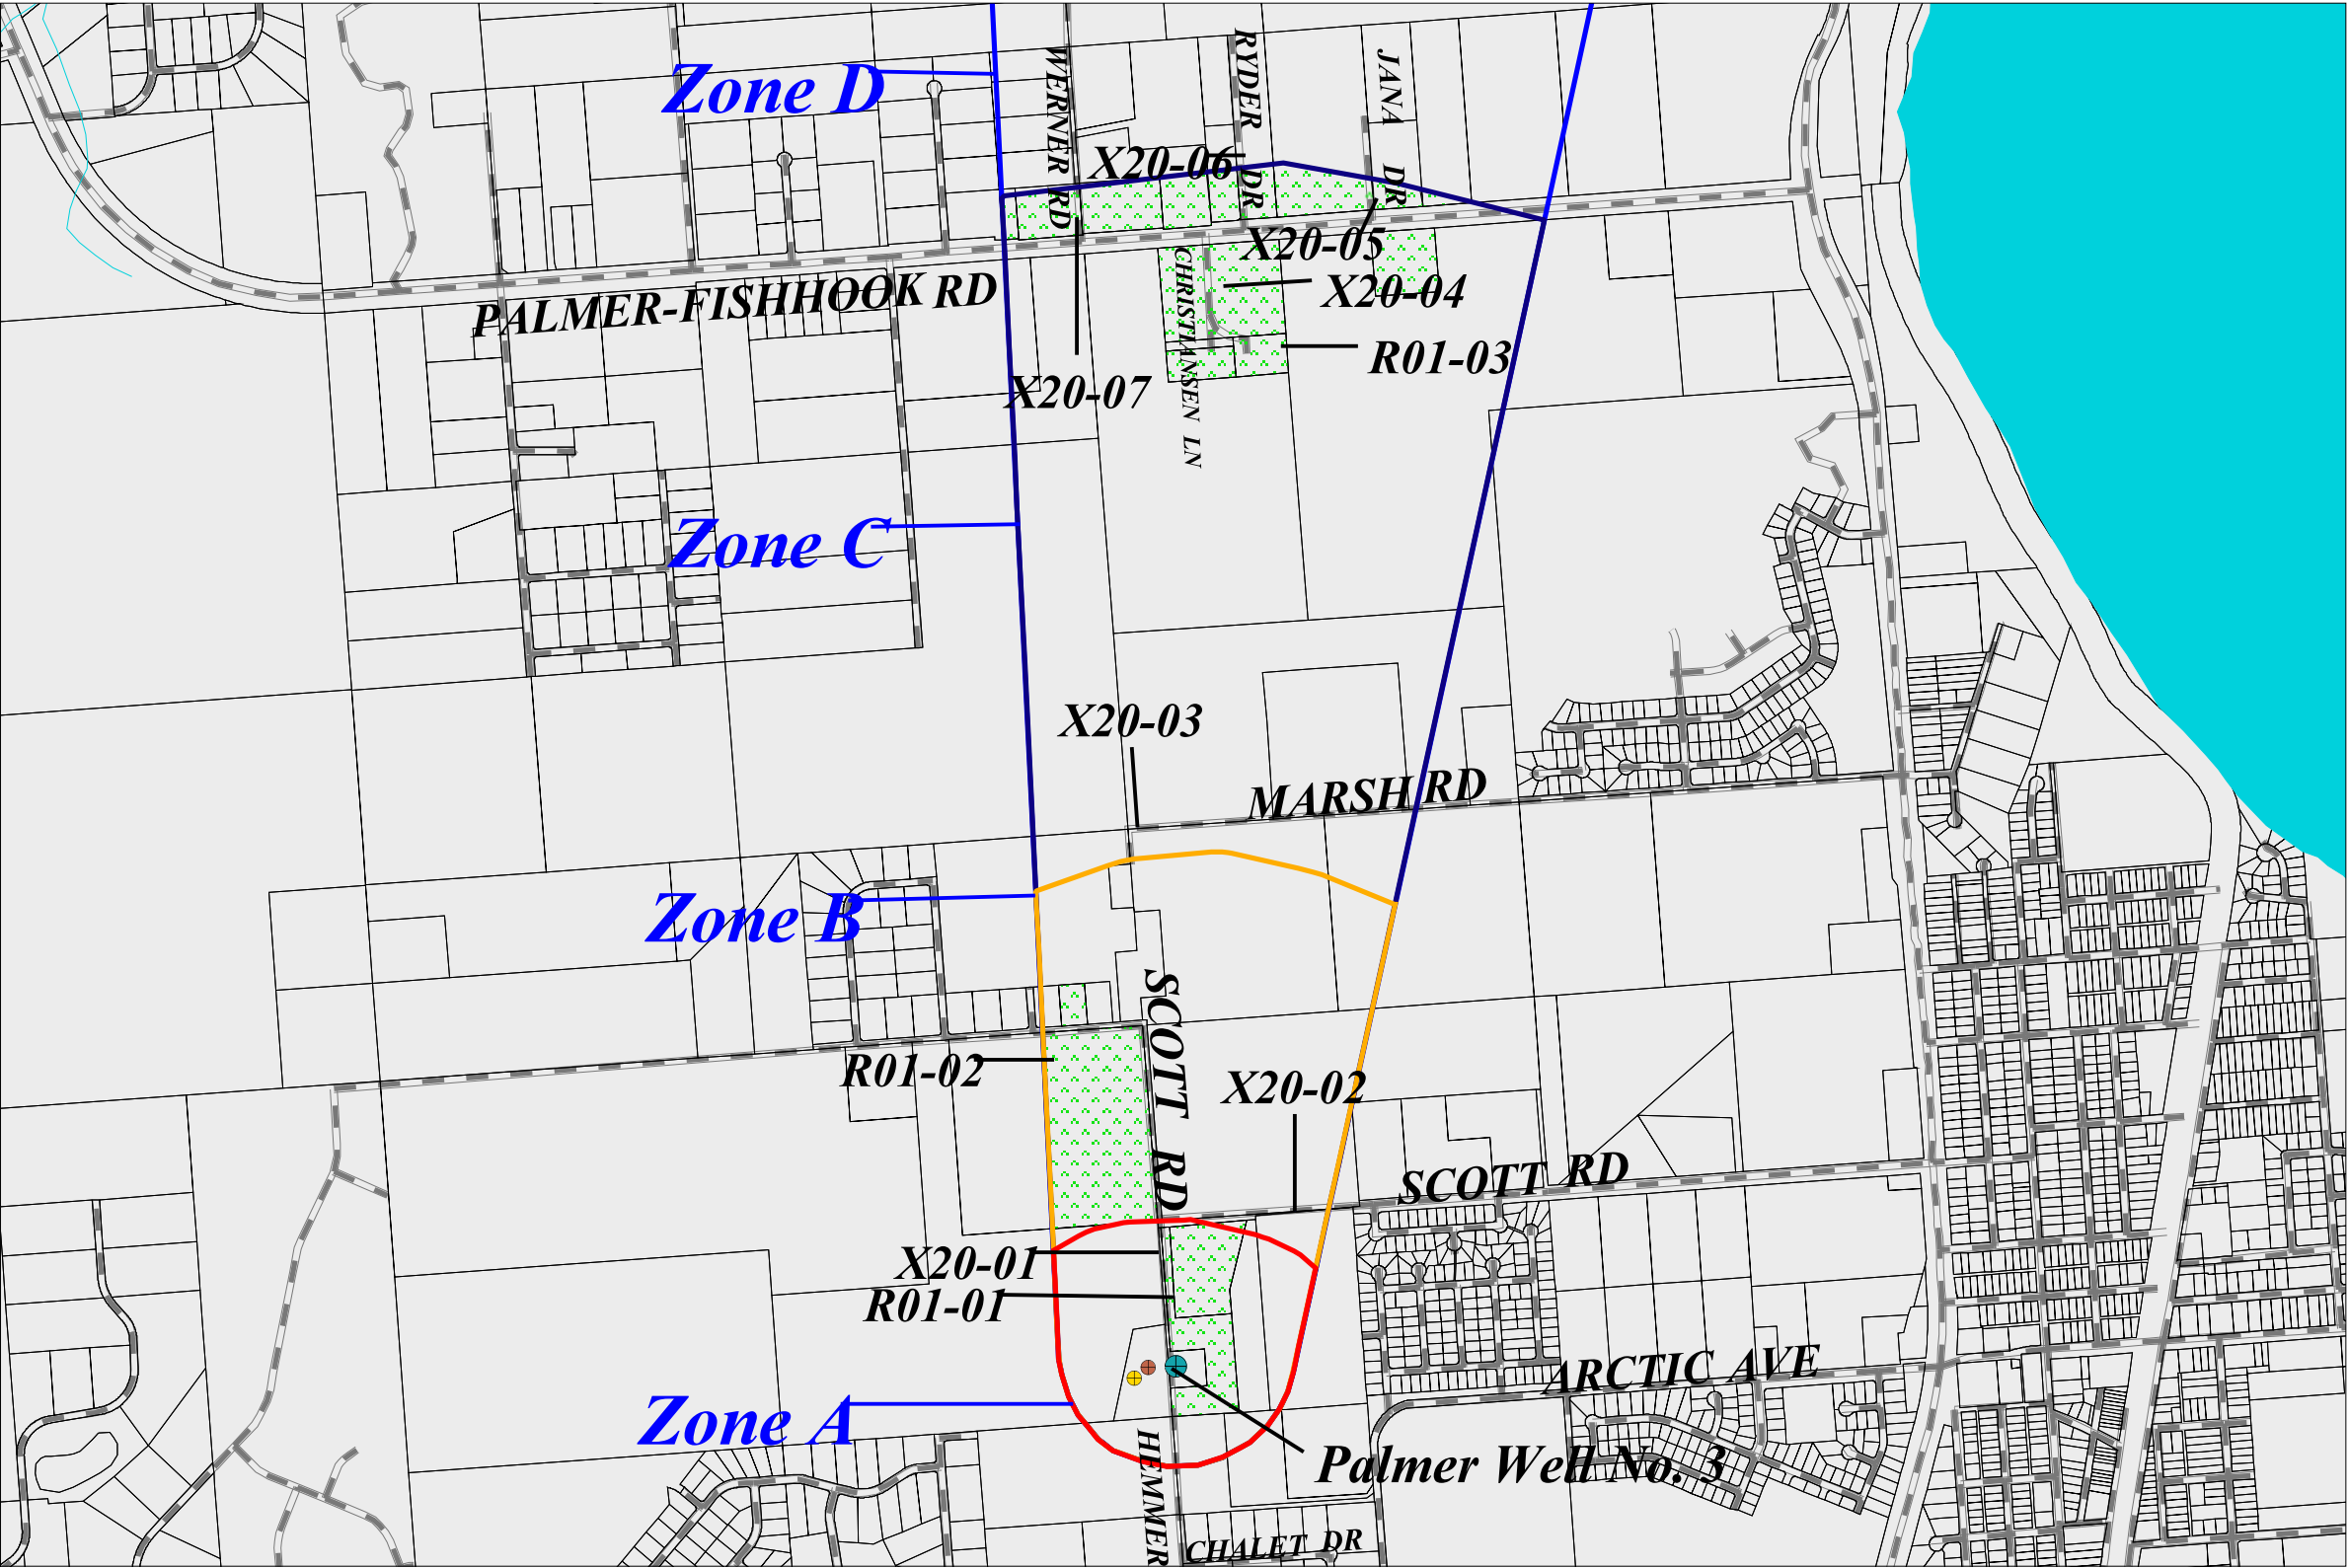 Zone D
WERNER RD
RYDER DR
JANA DR
X20-06
X20-05
PALMER-FISHHOOK RD
CHRISTIANSEN LN
X20-04
R01-03
X20-07
Zone C
X20-03
MARSH RD
Zone B
SCOTT RD
R01-02
X20-02
SCOTT RD
X20-01
R01-01
ARCTIC AVE
Zone A
Palmer Well No. 3
HEMMER
CHALET DR